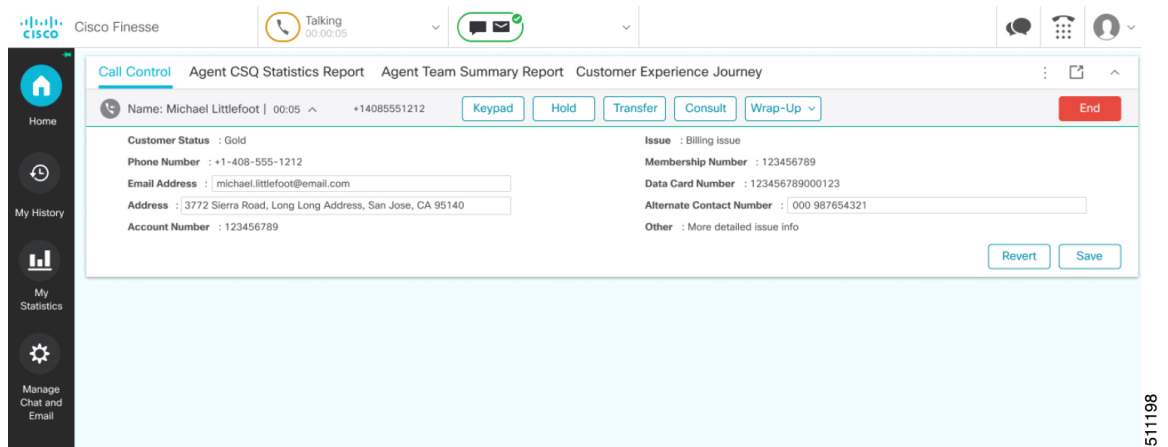 CISCO Cisco Finesse Talking
00:00:05
Call Control Agent CSQ Statistics Report Agent Team Summary Report Customer Experience Journey
Name: Michael Littlefoot | 00:05 +14085551212 Keypad Hold Transfer Consult Wrap-Up End
Home
Customer Status : Gold Issue : Billing issue
Phone Number : +1-408-555-1212 Membership Number : 123456789
Email Address : michael.littlefoot@email.com Data Card Number : 123456789000123
Address : 3772 Sierra Road, Long Long Address, San Jose, CA 95140 Alternate Contact Number : 000 987654321
Account Number : 123456789 Other : More detailed issue info
My History
Revert Save
My
Statistics
Manage
Chat and
Email
511198